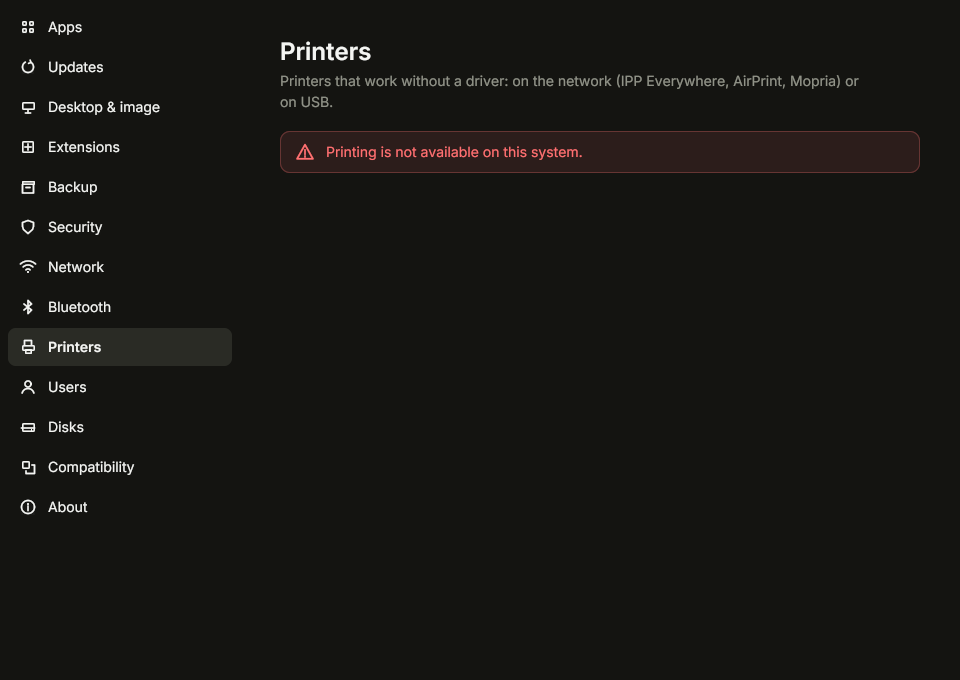 Apps
Updates
Desktop & image
Extensions
Backup
Security
Network
Bluetooth
Printers
Users
Disks
Compatibility
About
Printers
Printers that work without a driver: on the network (IPP Everywhere, AirPrint, Mopria) or
on USB.
Printing is not available on this system.